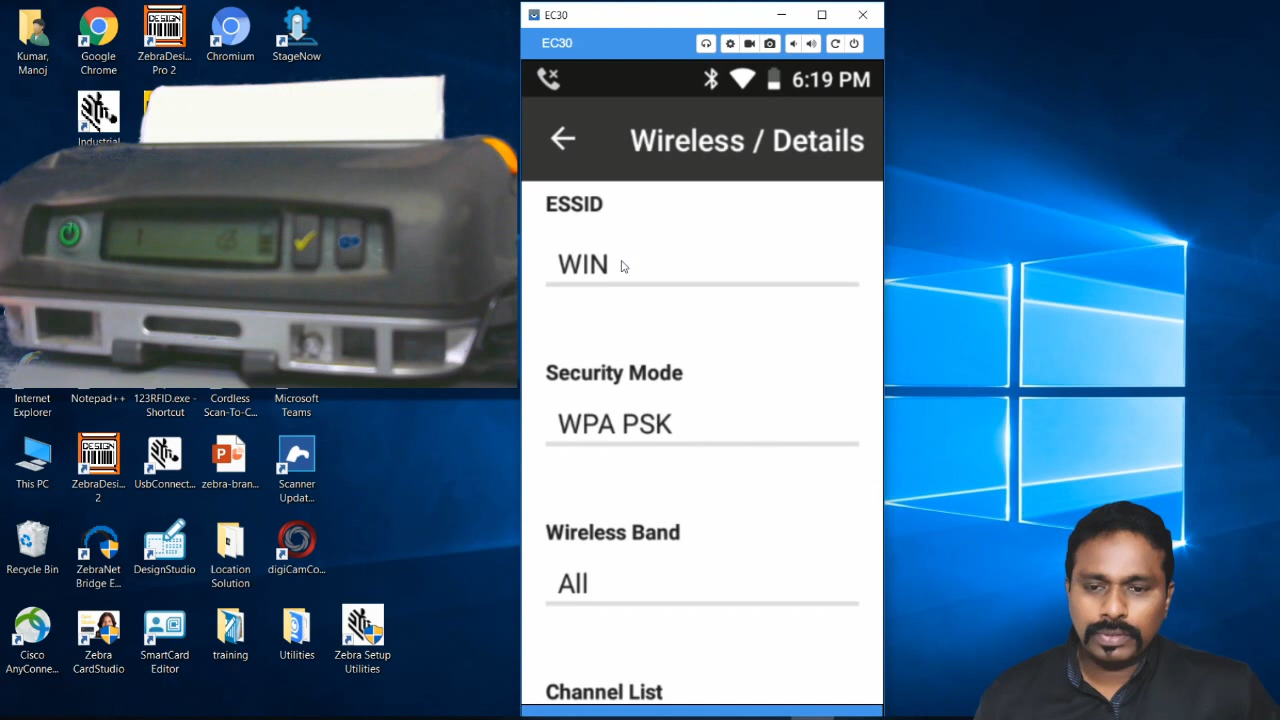 Kumar,
Manoj
Google
Chrome
DESIGN
ZebraDesi...
Pro 2
Chromium
StageNow
Industrial
Internet
Explorer
Notepad++
123RFID.exe -
Shortcut
Cordless
Scan-To-C...
Microsoft
Teams
This PC
DESIGN
ZebraDesi...
2
UsbConnect...
zebra-bran...
Scanner
Updat...
Recycle Bin
ZebraNet
Bridge E...
DesignStudio
Location
Solution
digiCamCo...
Cisco
AnyConne...
Zebra
CardStudio
SmartCard
Editor
training
Utilities
Zebra Setup
Utilities
EC30
EC30
6:19 PM
Wireless / Details
ESSID
WIN
Security Mode
WPA PSK
Wireless Band
All
Channel List